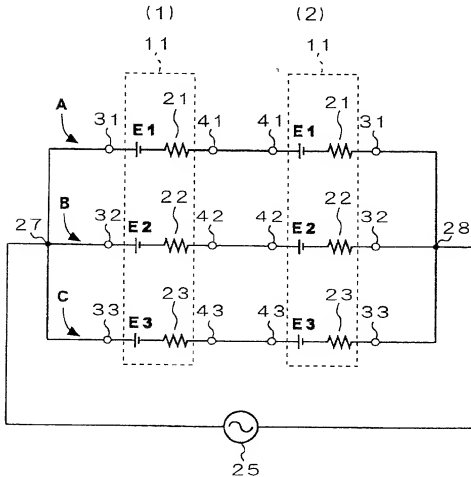 (1) (2)
11 11
A 31 21 41 41 21 31
E1 E1
B 32 22 42 42 22 32
27 E2 E2 28
C 33 23 43 43 23 33
E3 E3
25